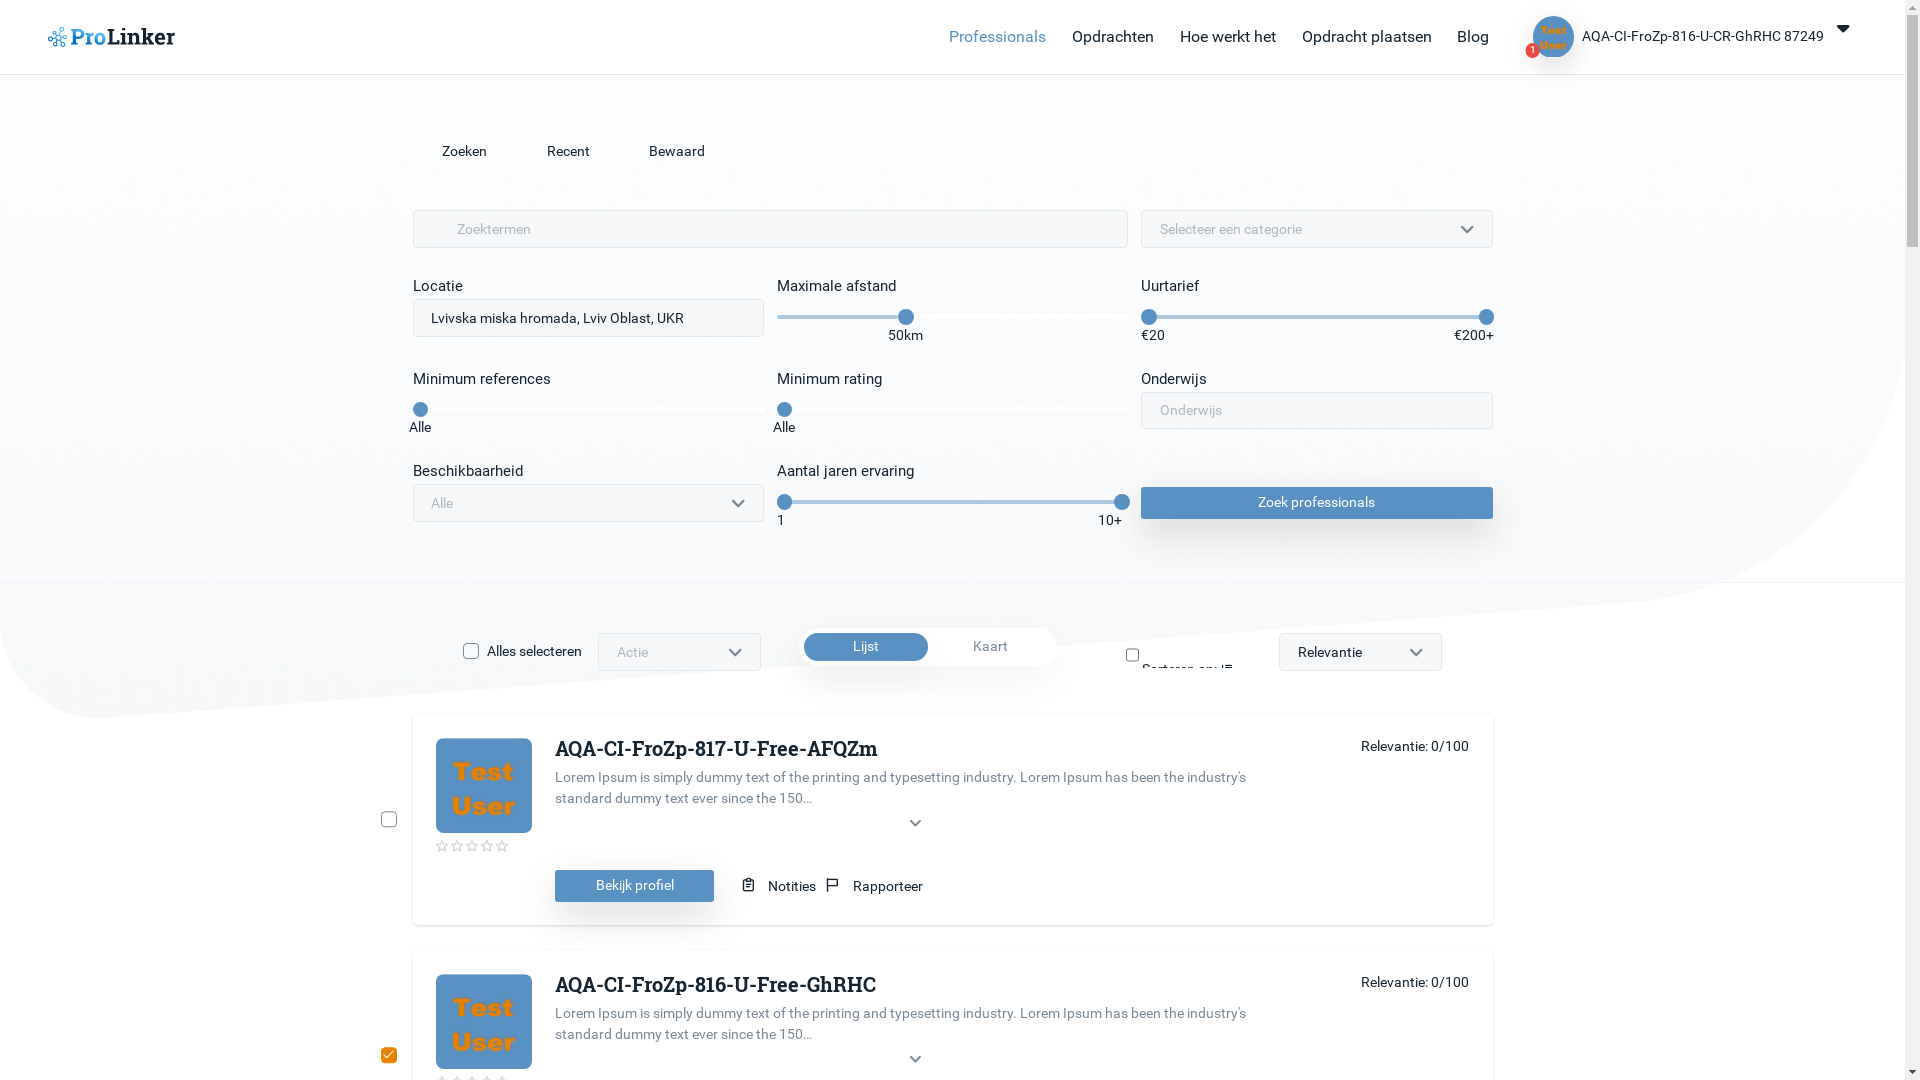 ProLinker
Professionals
Opdrachten
Hoe werkt het
Opdracht plaatsen
Blog
Test
User
1
AQA-CI-FroZp-816-U-CR-GhRHC 87249
Zoeken
Recent
Bewaard
Zoektermen
Selecteer een categorie
Locatie
Maximale afstand
Uurtarief
Lvivska miska hromada, Lviv Oblast, UKR
50km
€20
€200+
Minimum references
Minimum rating
Onderwijs
Alle
Alle
Onderwijs
Beschikbaarheid
Aantal jaren ervaring
Alle
1
10+
Zoek professionals
Alles selecteren
Actie
Lijst
Kaart
Sorteren op:
Relevantie
Test
User
AQA-CI-FroZp-817-U-Free-AFQZm
Relevantie: 0/100
Lorem Ipsum is simply dummy text of the printing and typesetting industry. Lorem Ipsum has been the industry's
standard dummy text ever since the 150…
Bekijk profiel
Notities
Rapporteer
Test
User
AQA-CI-FroZp-816-U-Free-GhRHC
Relevantie: 0/100
Lorem Ipsum is simply dummy text of the printing and typesetting industry. Lorem Ipsum has been the industry's
standard dummy text ever since the 150…